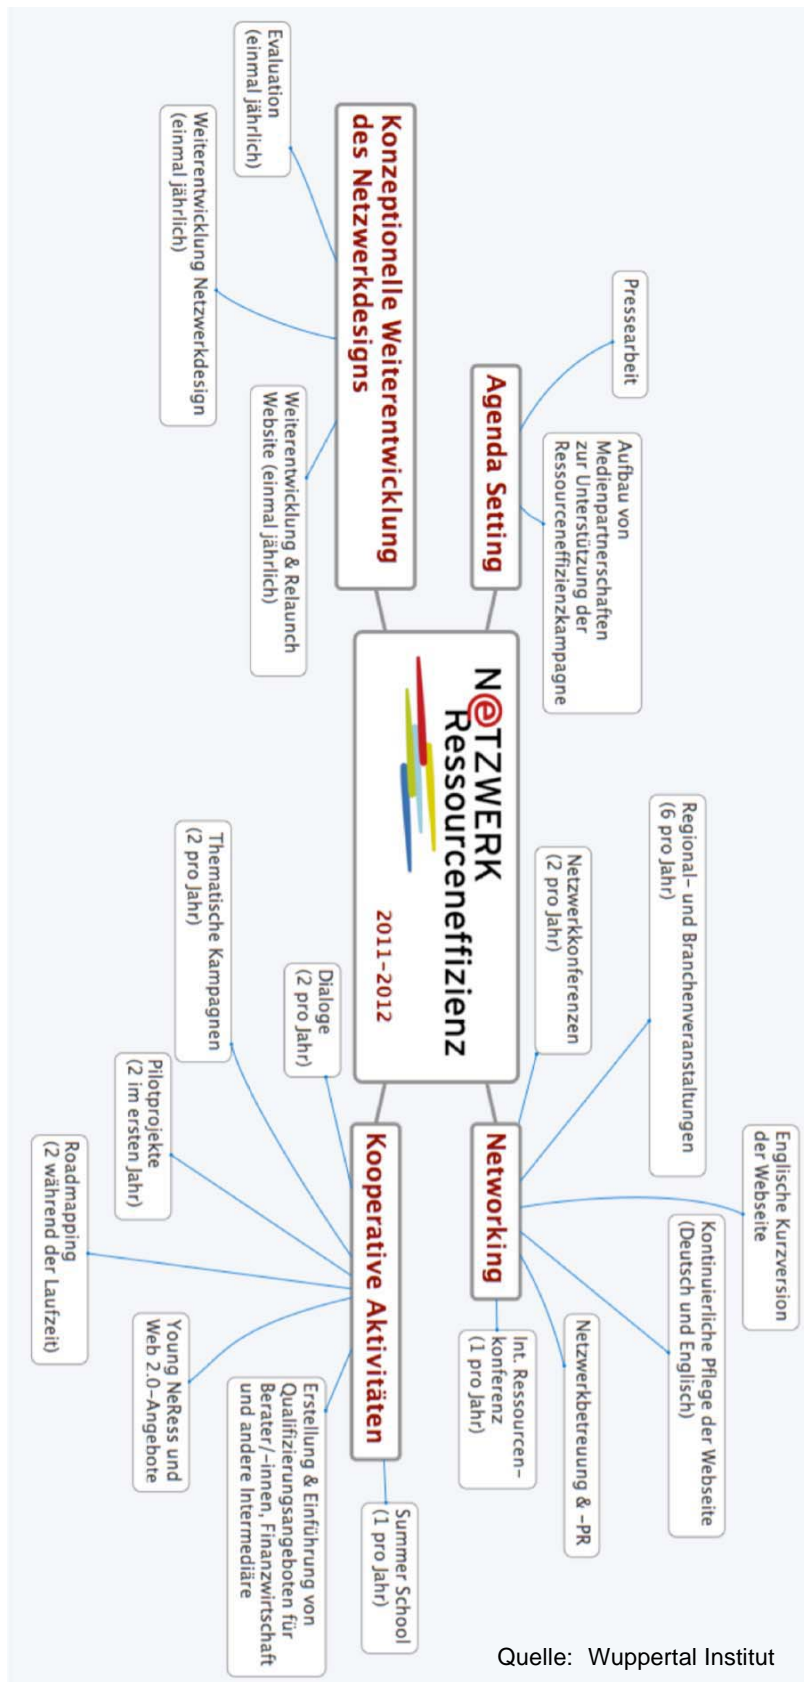 Pressearbeit
Aufbau von
Medienpartnerschaften
zur Unterstützung der
Ressourceneffizienzkampagne
Agenda Setting
Konzeptionelle Weiterentwicklung
des Netzwerkdesigns
Evaluation
(einmal jährlich)
Weiterentwicklung Netzwerkdesign
(einmal jährlich)
Weiterentwicklung & Relaunch
Website (einmal jährlich)
N@TZWERK
Ressourceneffizienz
2011-2012
Netzwerkkonferenzen
(2 pro Jahr)
Regional- und Branchenveranstaltungen
(6 pro Jahr)
Englische Kurzversion
der Webseite
Kontinuierliche Pflege der Webseite
(Deutsch und Englisch)
Netzwerkbetreuung & -PR
Int. Ressourcen-
konferenz
(1 pro Jahr)
Networking
Kooperative Aktivitäten
Dialoge
(2 pro Jahr)
Thematische Kampagnen
(2 pro Jahr)
Pilotprojekte
(2 im ersten Jahr)
Roadmapping
(2 während der Laufzeit)
Young NeRess und
Web 2.0-Angebote
Erstellung & Einführung von
Qualifizierungsangeboten für
Berater/-innen, Finanzwirtschaft
und andere Intermediäre
Summer School
(1 pro Jahr)
Quelle: Wuppertal Institut